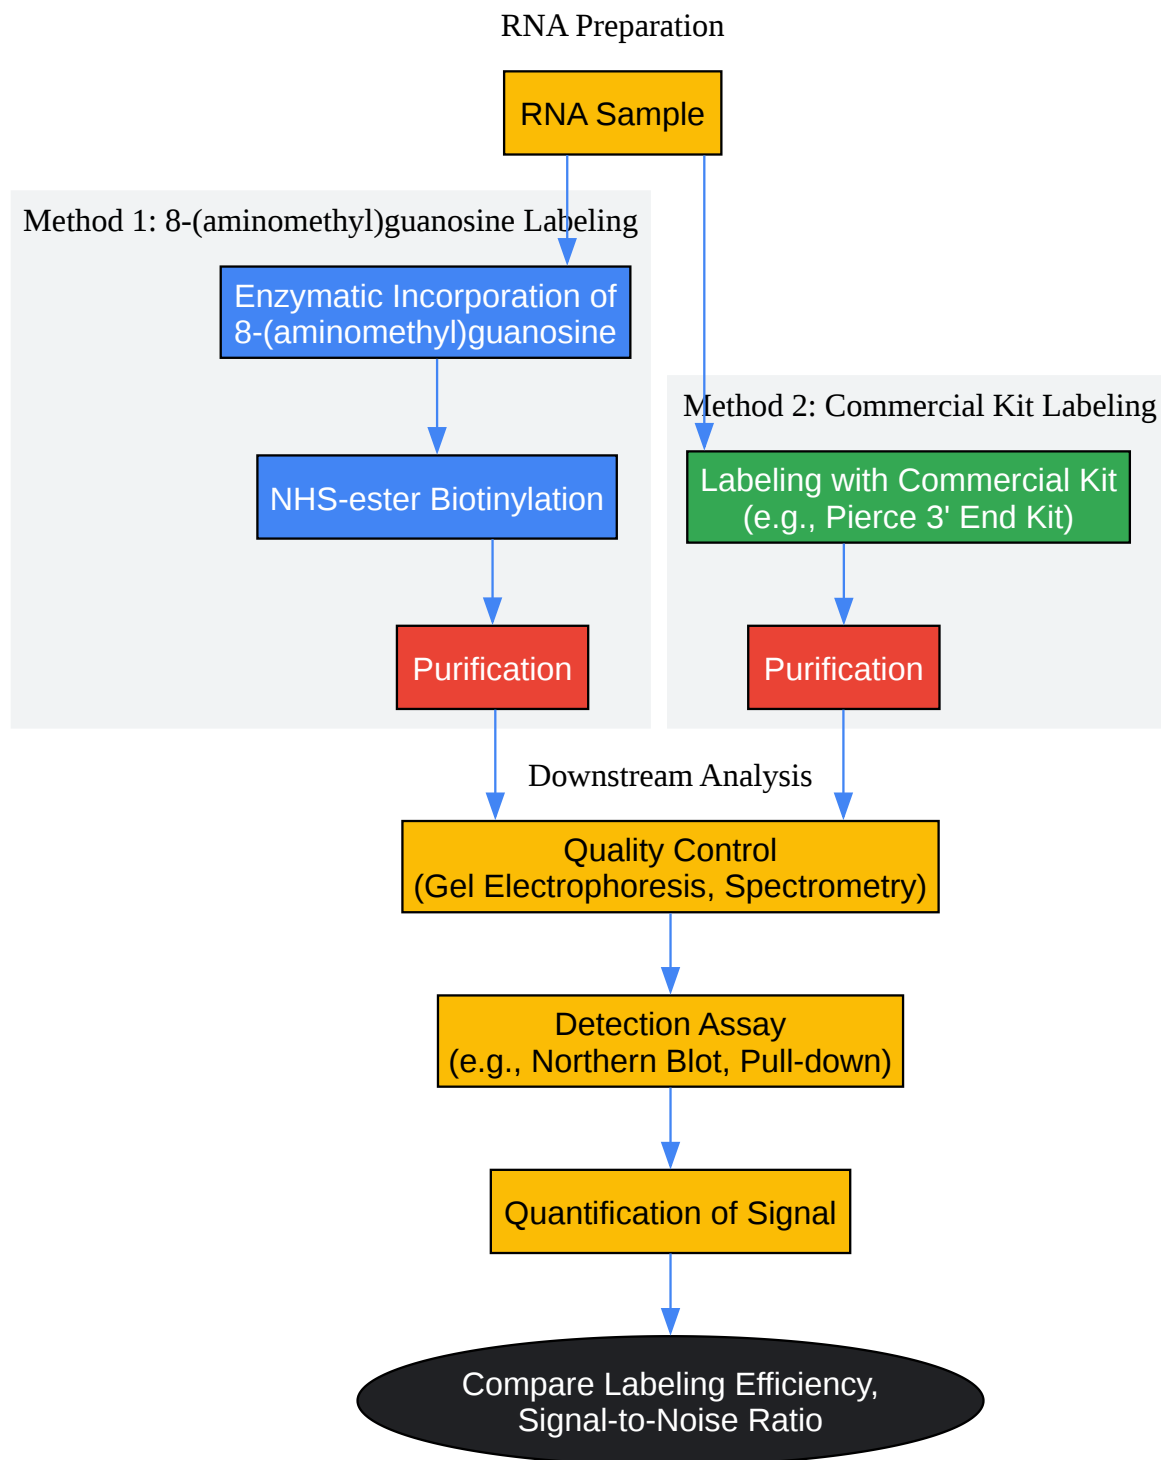 RNA Preparation
RNA Sample
Method 1: 8-(aminomethyl)guanosine Labeling
Enzymatic Incorporation of
8-(aminomethyl)guanosine
NHS-ester Biotinylation
Purification
Method 2: Commercial Kit Labeling
Labeling with Commercial Kit
(e.g., Pierce 3' End Kit)
Purification
Downstream Analysis
Quality Control
(Gel Electrophoresis, Spectrometry)
Detection Assay
(e.g., Northern Blot, Pull-down)
Quantification of Signal
Compare Labeling Efficiency,
Signal-to-Noise Ratio